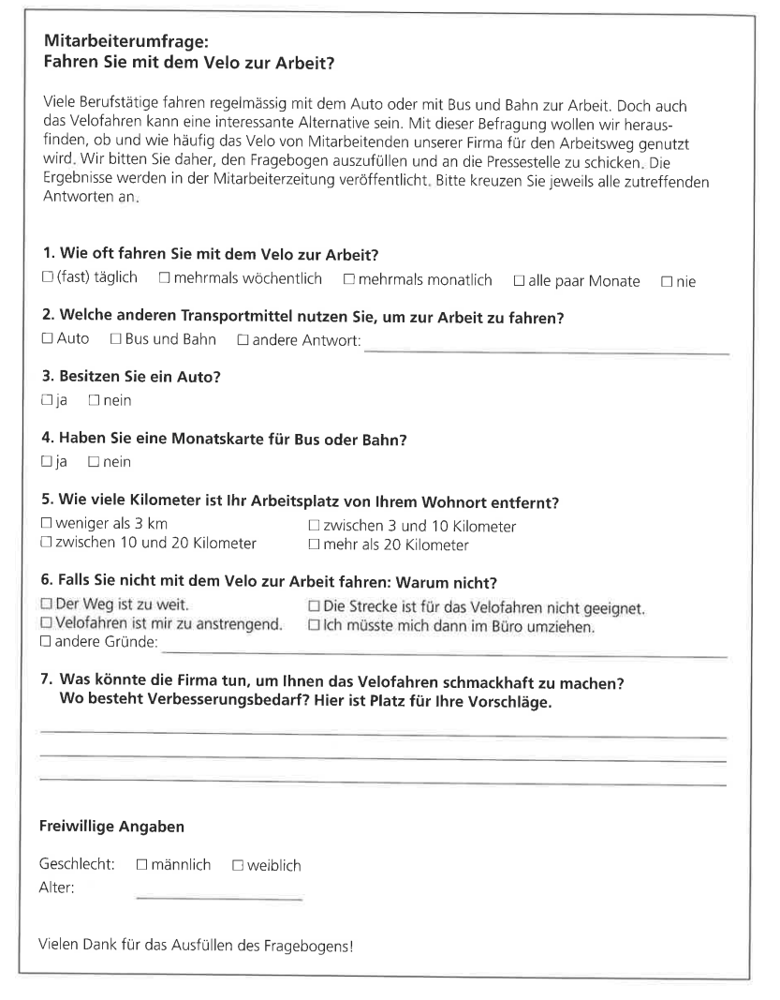 Mitarbeiterumfrage:
Fahren Sie mit dem Velo zur Arbeit?
Viele Berufstätige fahren regelmässig mit dem Auto oder mit Bus und Bahn zur Arbeit. Doch auch
das Velofahren kann eine interessante Alternative sein. Mit dieser Befragung wollen wir heraus-
finden, ob und wie häufig das Velo von Mitarbeitenden unserer Firma für den Arbeitsweg genutzt
wird. Wir bitten Sie daher, den Fragebogen auszufüllen und an die Pressestelle zu schicken. Die
Ergebnisse werden in der Mitarbeiterzeitung veröffentlicht. Bitte kreuzen Sie jeweils alle zutreffenden
Antworten an.
1. Wie oft fahren Sie mit dem Velo zur Arbeit?
☐ (fast) täglich ☐ mehrmals wöchentlich ☐ mehrmals monatlich ☐ alle paar Monate ☐ nie
2. Welche anderen Transportmittel nutzen Sie, um zur Arbeit zu fahren?
☐ Auto ☐ Bus und Bahn ☐ andere Antwort:
3. Besitzen Sie ein Auto?
☐ ja ☐ nein
4. Haben Sie eine Monatskarte für Bus oder Bahn?
☐ ja ☐ nein
5. Wie viele Kilometer ist Ihr Arbeitsplatz von Ihrem Wohnort entfernt?
☐ weniger als 3 km ☐ zwischen 3 und 10 Kilometer
☐ zwischen 10 und 20 Kilometer ☐ mehr als 20 Kilometer
6. Falls Sie nicht mit dem Velo zur Arbeit fahren: Warum nicht?
☐ Der Weg ist zu weit. ☐ Die Strecke ist für das Velofahren nicht geeignet.
☐ Velofahren ist mir zu anstrengend. ☐ Ich müsste mich dann im Büro umziehen.
☐ andere Gründe:
7. Was könnte die Firma tun, um Ihnen das Velofahren schmackhaft zu machen?
Wo besteht Verbesserungsbedarf? Hier ist Platz für Ihre Vorschläge.
Freiwillige Angaben
Geschlecht: ☐ männlich ☐ weiblich
Alter:
Vielen Dank für das Ausfüllen des Fragebogens!